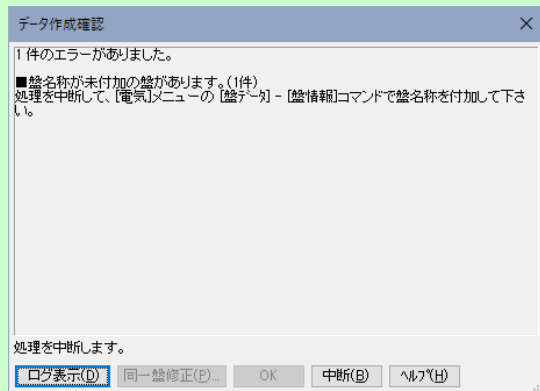 データ作成確認
1 件のエラーがありました。
■盤名称が未付加の盤があります。(1件)
処理を中断して、[電気]メニューの [盤ﾃﾞｰﾀ] - [盤情報]コマンドで盤名称を付加して下さ
い。
処理を中断します。
ログ表示(D) 同一盤修正(P)... OK 中断(B) ﾍﾙﾌﾟ(H)